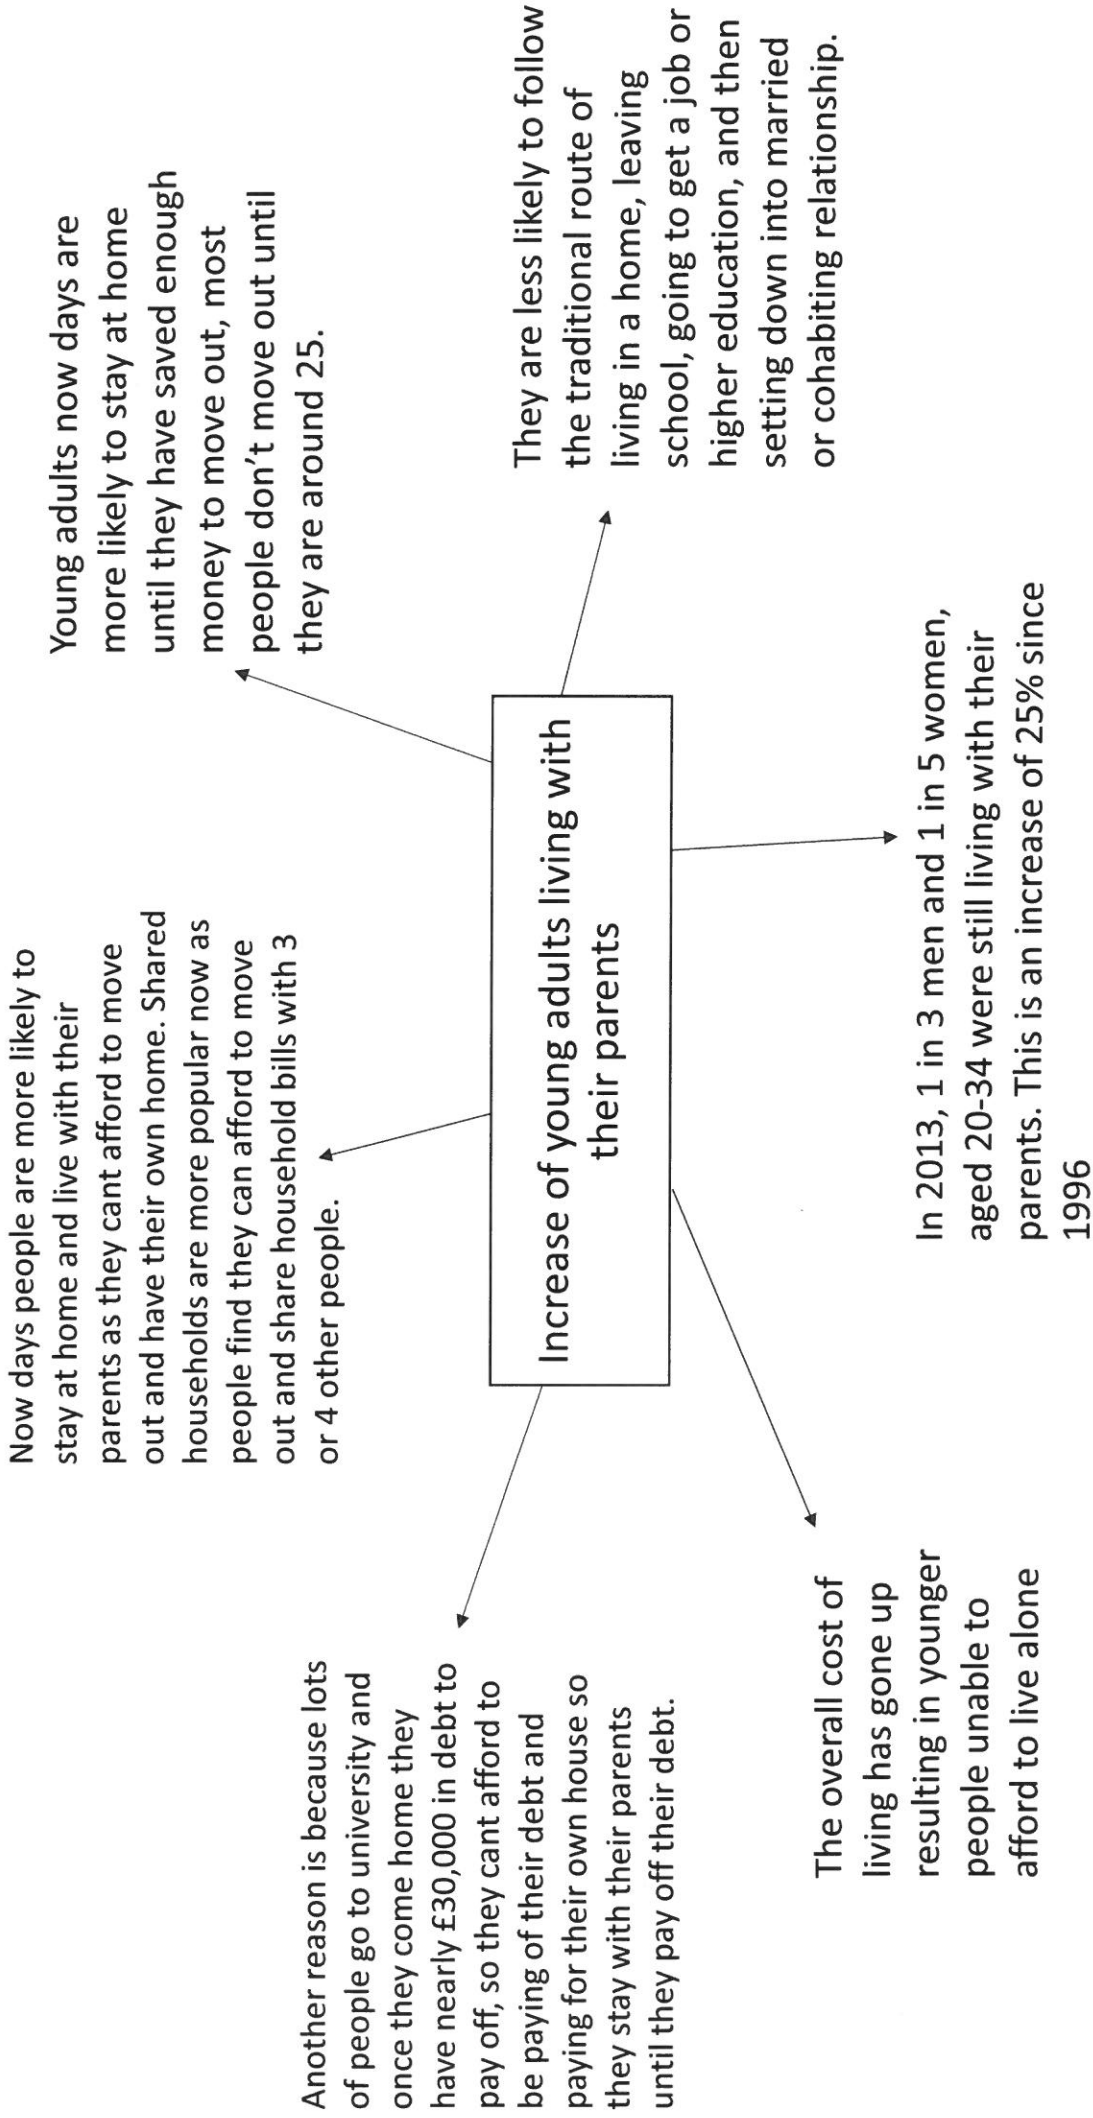 Now days people are more likely to
stay at home and live with their
parents as they cant afford to move
out and have their own home. Shared
households are more popular now as
people find they can afford to move
out and share household bills with 3
or 4 other people.
Young adults now days are
more likely to stay at home
until they have saved enough
money to move out, most
people don't move out until
they are around 25.
Another reason is because lots
of people go to university and
once they come home they
have nearly £30,000 in debt to
pay off, so they cant afford to
be paying of their debt and
paying for their own house so
they stay with their parents
until they pay off their debt.
Increase of young adults living with
their parents
They are less likely to follow
the traditional route of
living in a home, leaving
school, going to get a job or
higher education, and then
setting down into married
or cohabiting relationship.
The overall cost of
living has gone up
resulting in younger
people unable to
afford to live alone
In 2013, 1 in 3 men and 1 in 5 women,
aged 20-34 were still living with their
parents. This is an increase of 25% since
1996